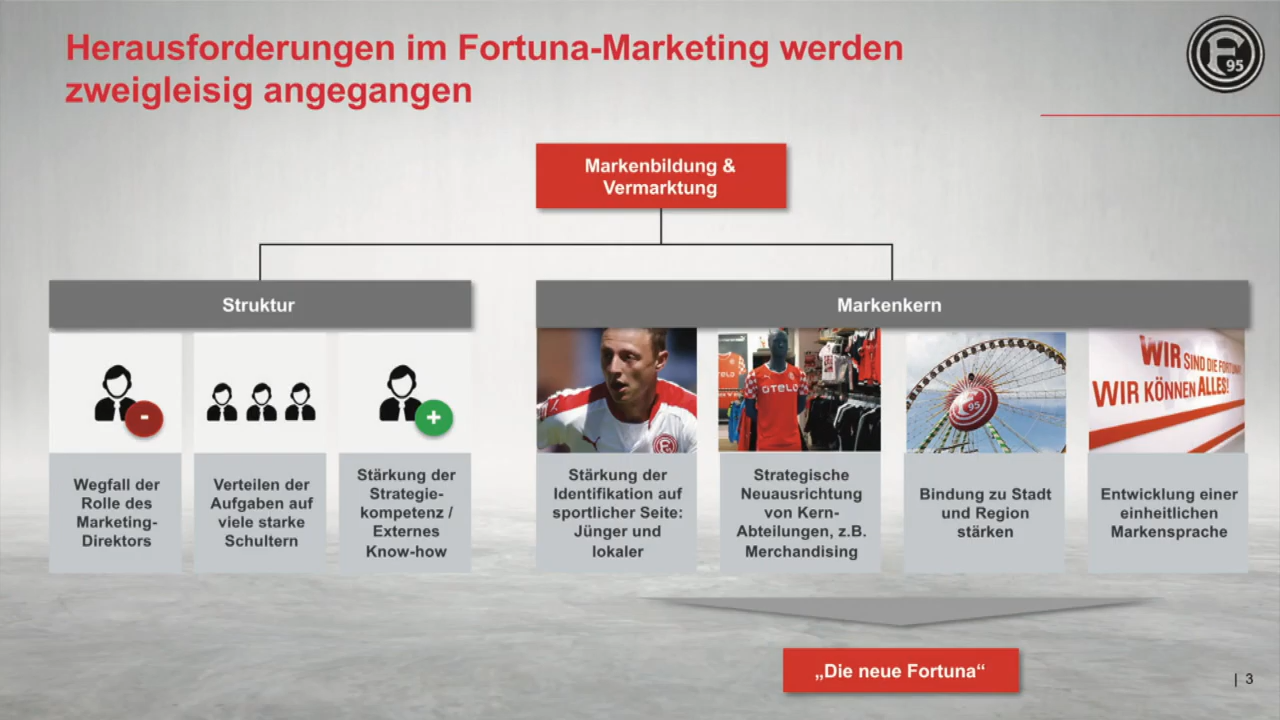 Herausforderungen im Fortuna-Marketing werden
zweigleisig angegangen
F
95
Markenbildung &
Vermarktung
Struktur
Markenkern
-
+
OTELO
OTELO
F
95
WIR SIND DIE FORTUNA
WIR KÖNNEN ALLES!
Wegfall der
Rolle des
Marketing-
Direktors
Verteilen der
Aufgaben auf
viele starke
Schultern
Stärkung der
Strategie-
kompetenz /
Externes
Know-how
Stärkung der
Identifikation auf
sportlicher Seite:
Jünger und
lokaler
Strategische
Neuausrichtung
von Kern-
Abteilungen, z.B.
Merchandising
Bindung zu Stadt
und Region
stärken
Entwicklung einer
einheitlichen
Markensprache
„Die neue Fortuna“
| 3